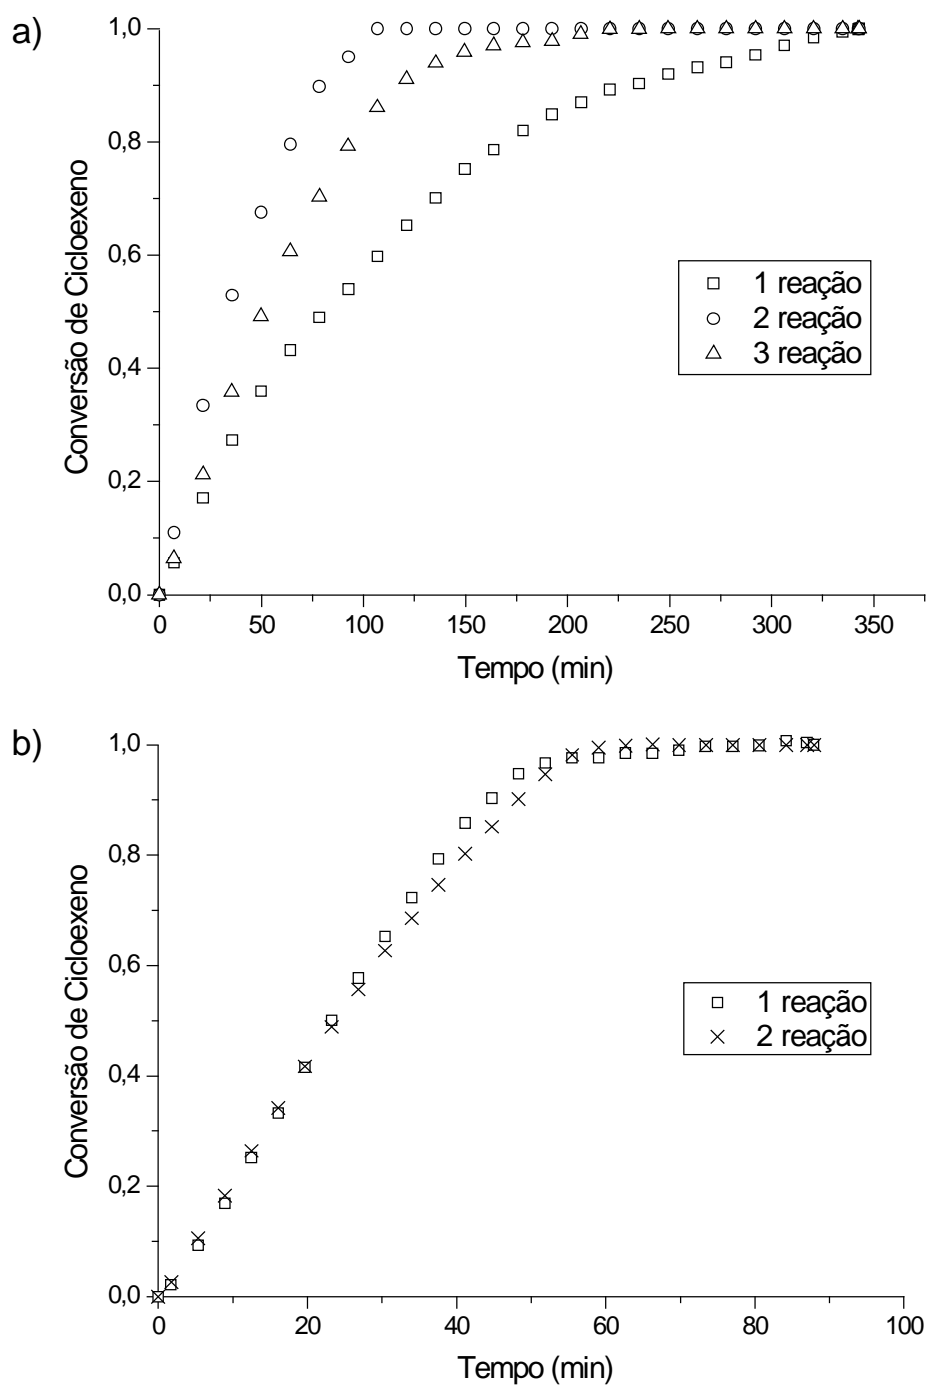 a)
1,0
0,8
0,6
0,4
0,2
0,0
Conversão de Cicloexeno
1 reação
2 reação
3 reação
0 50 100 150 200 250 300 350
Tempo (min)
b)
1,0
0,8
0,6
0,4
0,2
0,0
Conversão de Cicloexeno
1 reação
2 reação
0 20 40 60 80 100
Tempo (min)